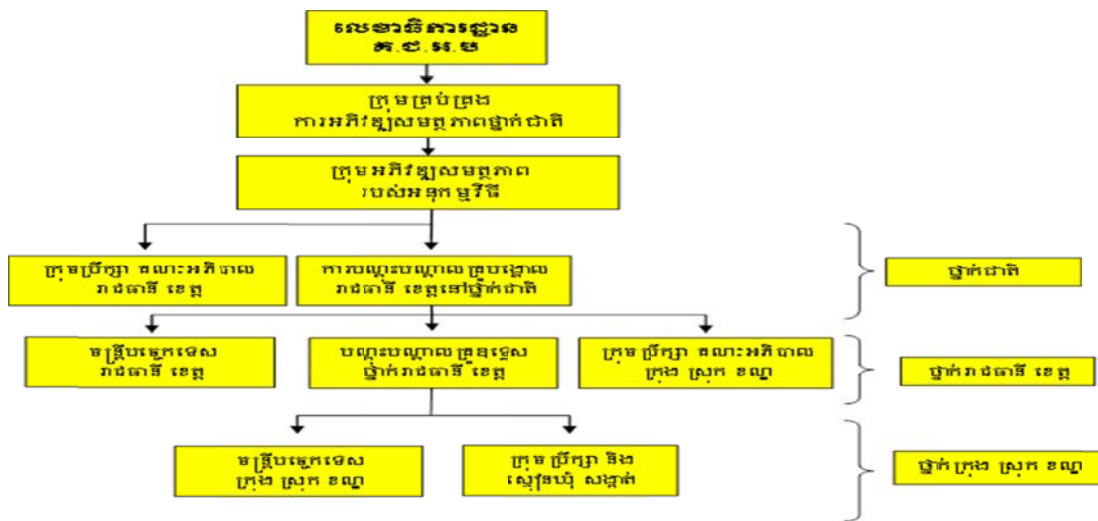 លេខាធិការដ្ឋាន
គ.ជ.អ.ប
ក្រុមគ្រប់គ្រង
ការអភិវឌ្ឍសមត្ថភាពថ្នាក់ជាតិ
ក្រុមអភិវឌ្ឍសមត្ថភាព
របស់អនុកម្មវិធី
ក្រុមប្រឹក្សា គណៈអភិបាល
រាជធានី ខេត្ត
ការបណ្តុះបណ្តាលគ្រូបង្គោល
រាជធានី ខេត្តនៅថ្នាក់ជាតិ
ថ្នាក់ជាតិ
មន្ត្រីបច្ចេកទេស
រាជធានី ខេត្ត
បណ្តុះបណ្តាលគ្រូឧទ្ទេស
ថ្នាក់រាជធានី ខេត្ត
ក្រុមប្រឹក្សា គណៈអភិបាល
ក្រុង ស្រុក ខណ្ឌ
ថ្នាក់រាជធានី ខេត្ត
មន្ត្រីបច្ចេកទេស
ក្រុង ស្រុក ខណ្ឌ
ក្រុមប្រឹក្សា និង
ស្មៀនឃុំ សង្កាត់
ថ្នាក់ក្រុង ស្រុក ខណ្ឌ